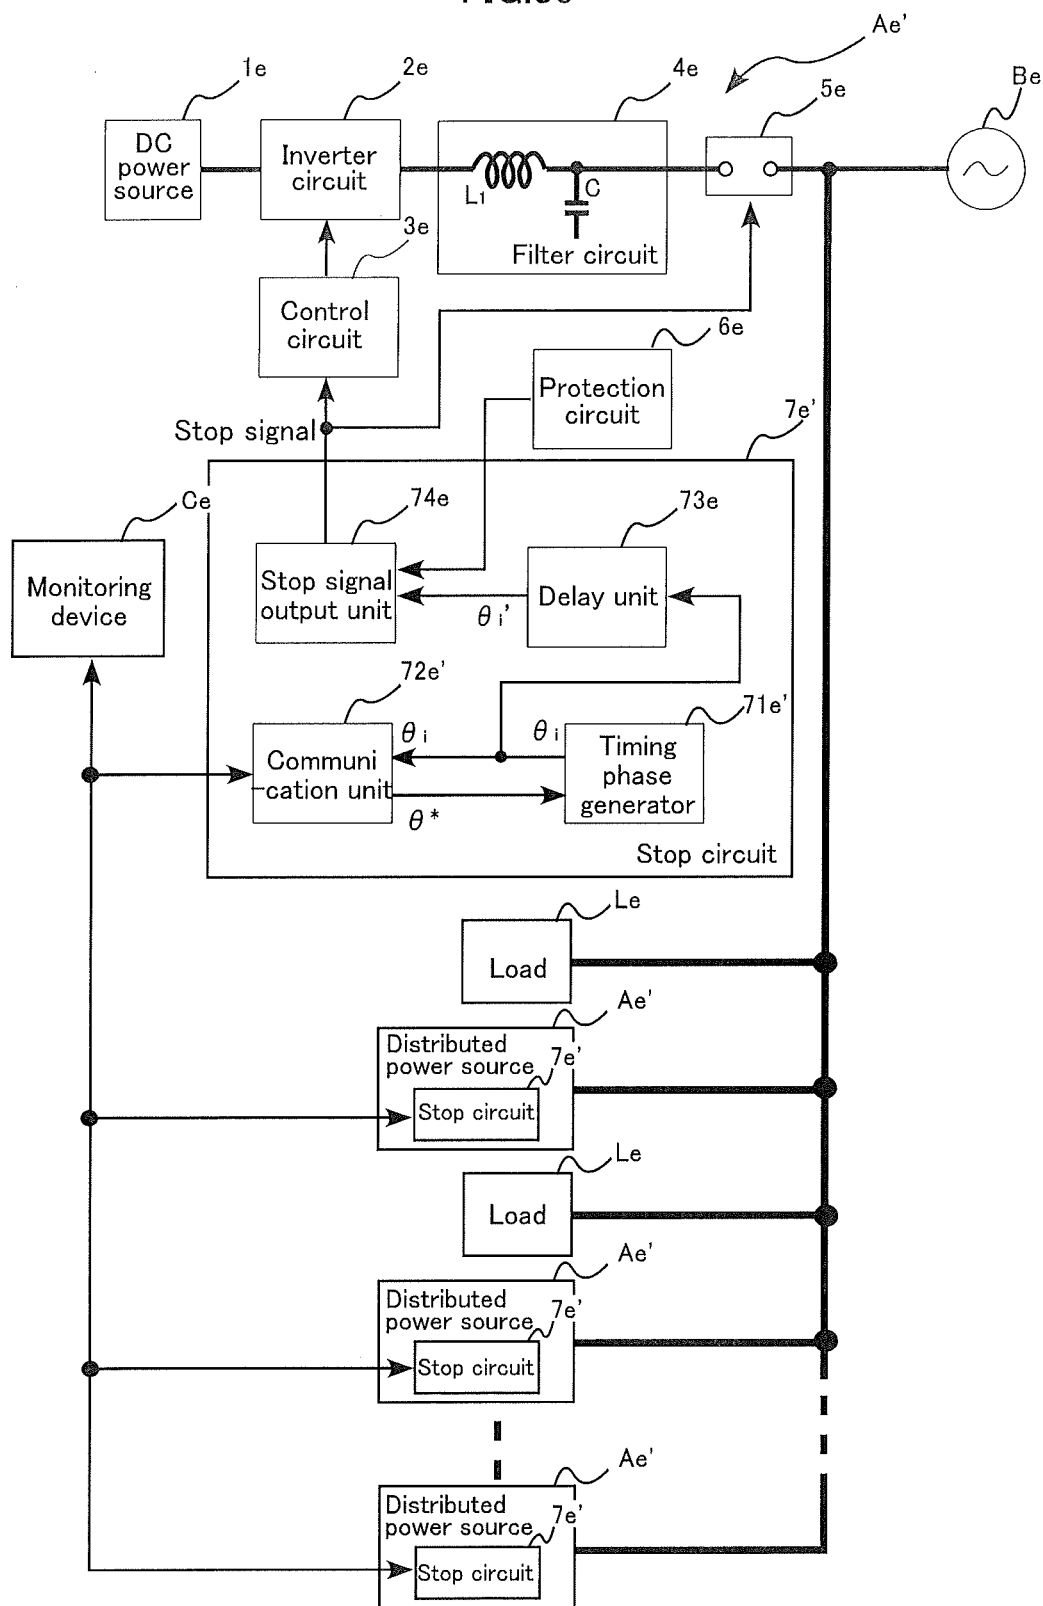 Ae'
1e
2e
4e
5e
Be
DC
power
source
Inverter
circuit
L1
C
Filter circuit
3e
Control
circuit
6e
Protection
circuit
Stop signal
7e'
Ce
74e
73e
Monitoring
device
Stop signal
output unit
θi'
Delay unit
72e'
71e'
θi
θi
Communi
-cation unit
Timing
phase
generator
θ*
Stop circuit
Le
Load
Ae'
Distributed
power source
7e'
Stop circuit
Le
Load
Ae'
Distributed
power source
7e'
Stop circuit
Ae'
Distributed
power source
7e'
Stop circuit